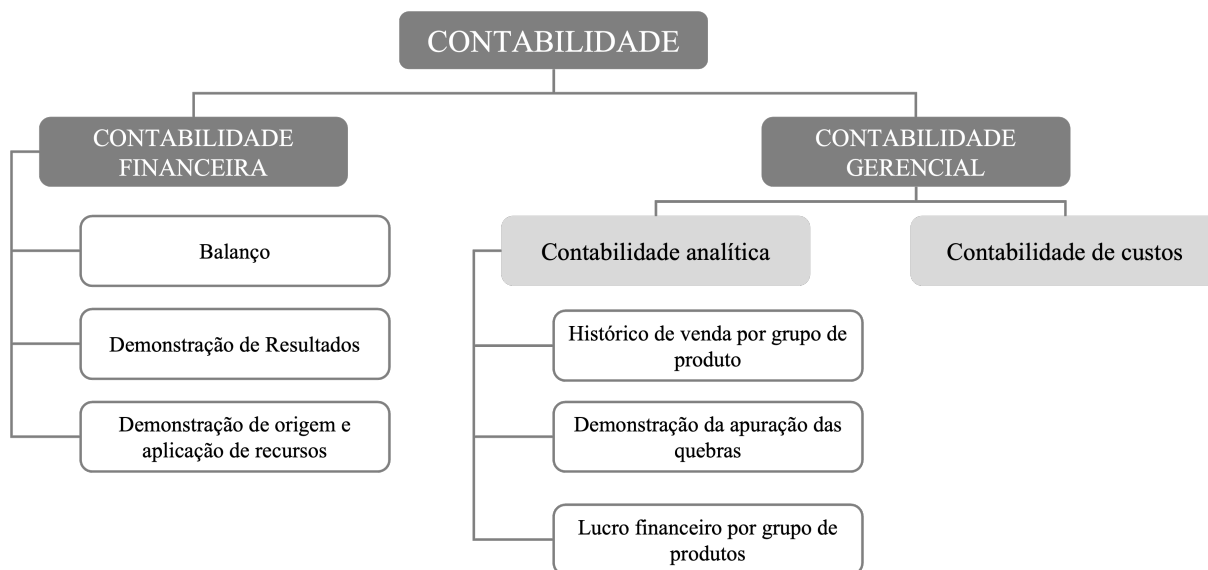 CONTABILIDADE
CONTABILIDADE
FINANCEIRA
CONTABILIDADE
GERENCIAL
Balanço
Demonstração de Resultados
Demonstração de origem e
aplicação de recursos
Contabilidade analítica
Contabilidade de custos
Histórico de venda por grupo de
produto
Demonstração da apuração das
quebras
Lucro financeiro por grupo de
produtos